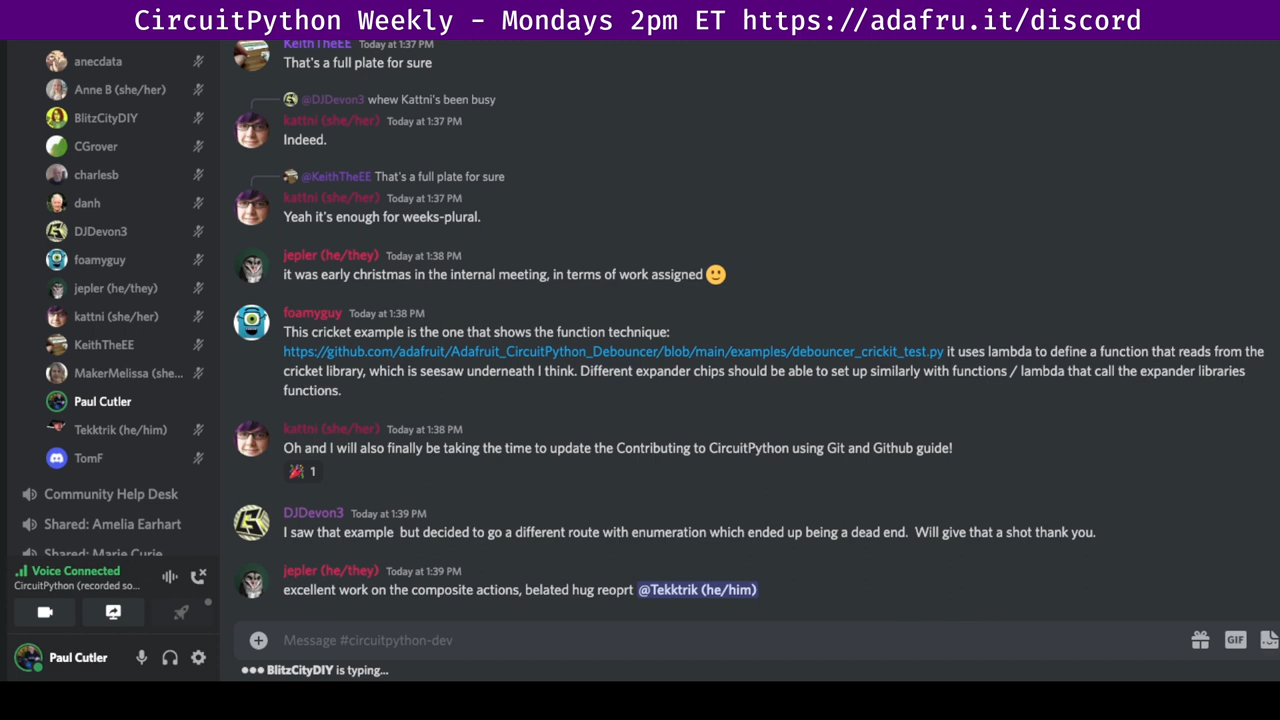 CircuitPython Weekly - Mondays 2pm ET https://adafru.it/discord
anecdata
Anne B (she/her)
BlitzCityDIY
CGrover
charlesb
danh
DJDevon3
foamyguy
jepler (he/they)
kattni (she/her)
KeithTheEE
MakerMelissa (she...
Paul Cutler
Tekktrik (he/him)
TomF
Community Help Desk
Shared: Amelia Earhart
Shared: Marie Curie
Voice Connected
CircuitPython (recorded so...
Paul Cutler
KeithTheEE Today at 1:37 PM
That's a full plate for sure
@DJDevon3 whew Kattni's been busy
kattni (she/her) Today at 1:37 PM
Indeed.
@KeithTheEE That's a full plate for sure
kattni (she/her) Today at 1:37 PM
Yeah it's enough for weeks-plural.
jepler (he/they) Today at 1:38 PM
it was early christmas in the internal meeting, in terms of work assigned 🙂
foamyguy Today at 1:38 PM
This cricket example is the one that shows the function technique:
https://github.com/adafruit/Adafruit_CircuitPython_Debouncer/blob/main/examples/debouncer_crickit_test.py it uses lambda to define a function that reads from the
cricket library, which is seesaw underneath I think. Different expander chips should be able to set up similarly with functions / lambda that call the expander libraries
functions.
kattni (she/her) Today at 1:38 PM
Oh and I will also finally be taking the time to update the Contributing to CircuitPython using Git and Github guide!
🎉 1
DJDevon3 Today at 1:39 PM
I saw that example but decided to go a different route with enumeration which ended up being a dead end. Will give that a shot thank you.
jepler (he/they) Today at 1:39 PM
excellent work on the composite actions, belated hug reoprt @Tekktrik (he/him)
Message #circuitpython-dev
GIF
BlitzCityDIY is typing...